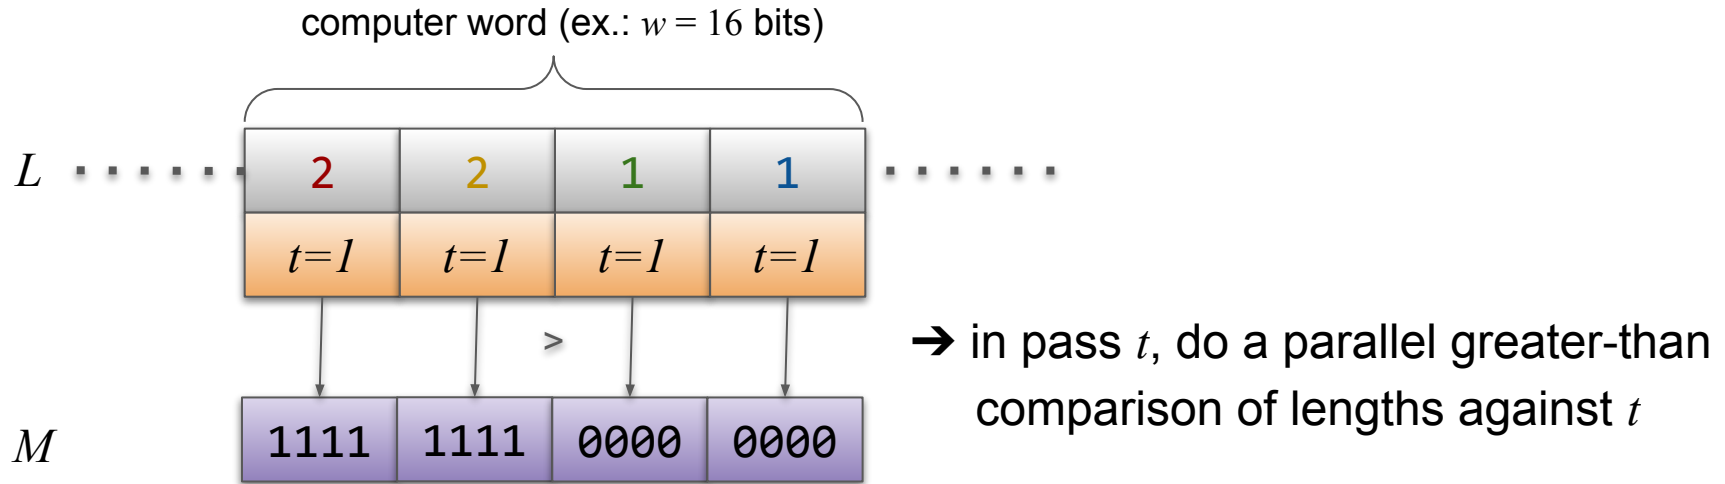 computer word (ex.: w = 16 bits)
L 2 2 1 1
t=1 t=1 t=1 t=1
>
➔ in pass t, do a parallel greater-than
comparison of lengths against t
M 1111 1111 0000 0000